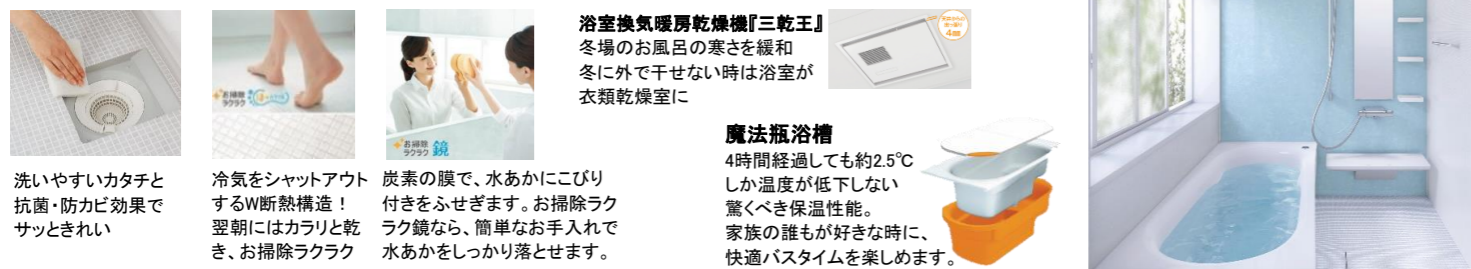 洗いやすいカタチと
抗菌・防カビ効果で
サッときれい
お掃除
ラクラク
冷気をシャットアウト
するW断熱構造！
翌朝にはカラリと乾
き、お掃除ラクラク
お掃除
ラクラク 鏡
炭素の膜で、水あかにこびり
付きをふせぎます。お掃除ラク
ラク鏡なら、簡単なお手入れで
水あかをしっかり落とせます。
浴室換気暖房乾燥機『三乾王』
冬場のお風呂の寒さを緩和
冬に外で干せない時は浴室が
衣類乾燥室に
魔法瓶浴槽
4時間経過しても約2.5℃
しか温度が低下しない
驚くべき保温性能。
家族の誰もが好きな時に、
快適バスタイムを楽しめます。